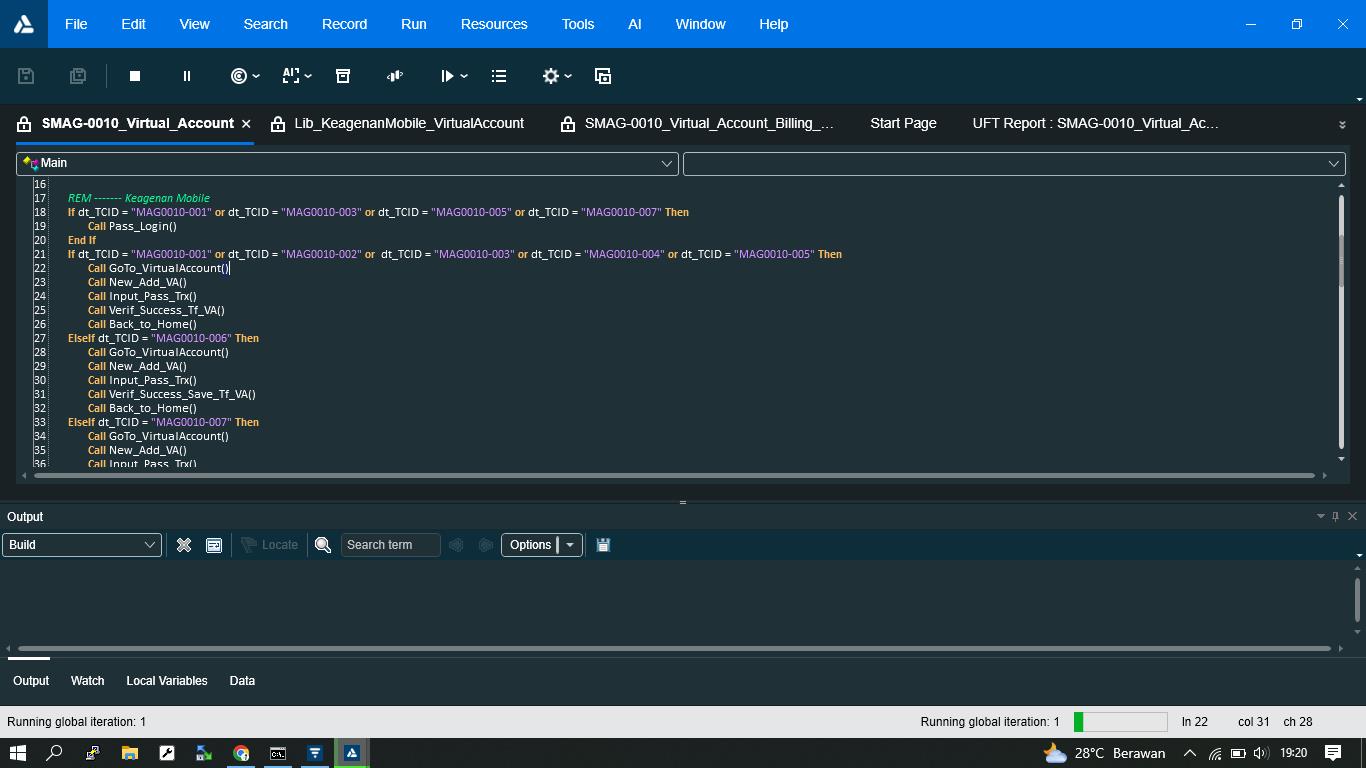 File Edit View Search Record Run Resources Tools AI Window Help
SMAG-0010_Virtual_Account Lib_KeagenanMobile_VirtualAccount SMAG-0010_Virtual_Account_Billing_... Start Page UFT Report : SMAG-0010_Virtual_Ac...
Main
16
17 REM ------- Keagenan Mobile
18 If dt_TCID = "MAG0010-001" or dt_TCID = "MAG0010-003" or dt_TCID = "MAG0010-005" or dt_TCID = "MAG0010-007" Then
19 Call Pass_Login()
20 End If
21 If dt_TCID = "MAG0010-001" or dt_TCID = "MAG0010-002" or  dt_TCID = "MAG0010-003" or dt_TCID = "MAG0010-004" or dt_TCID = "MAG0010-005" Then
22 Call GoTo_VirtualAccount()
23 Call New_Add_VA()
24 Call Input_Pass_Trx()
25 Call Verif_Success_Tf_VA()
26 Call Back_to_Home()
27 ElseIf dt_TCID = "MAG0010-006" Then
28 Call GoTo_VirtualAccount()
29 Call New_Add_VA()
30 Call Input_Pass_Trx()
31 Call Verif_Success_Save_Tf_VA()
32 Call Back_to_Home()
33 ElseIf dt_TCID = "MAG0010-007" Then
34 Call GoTo_VirtualAccount()
35 Call New_Add_VA()
36 Call Input_Pass_Trx()
Output
Build Locate Search term Options
Output Watch Local Variables Data
Running global iteration: 1 Running global iteration: 1 ln 22 col 31 ch 28
28°C Berawan 19:20